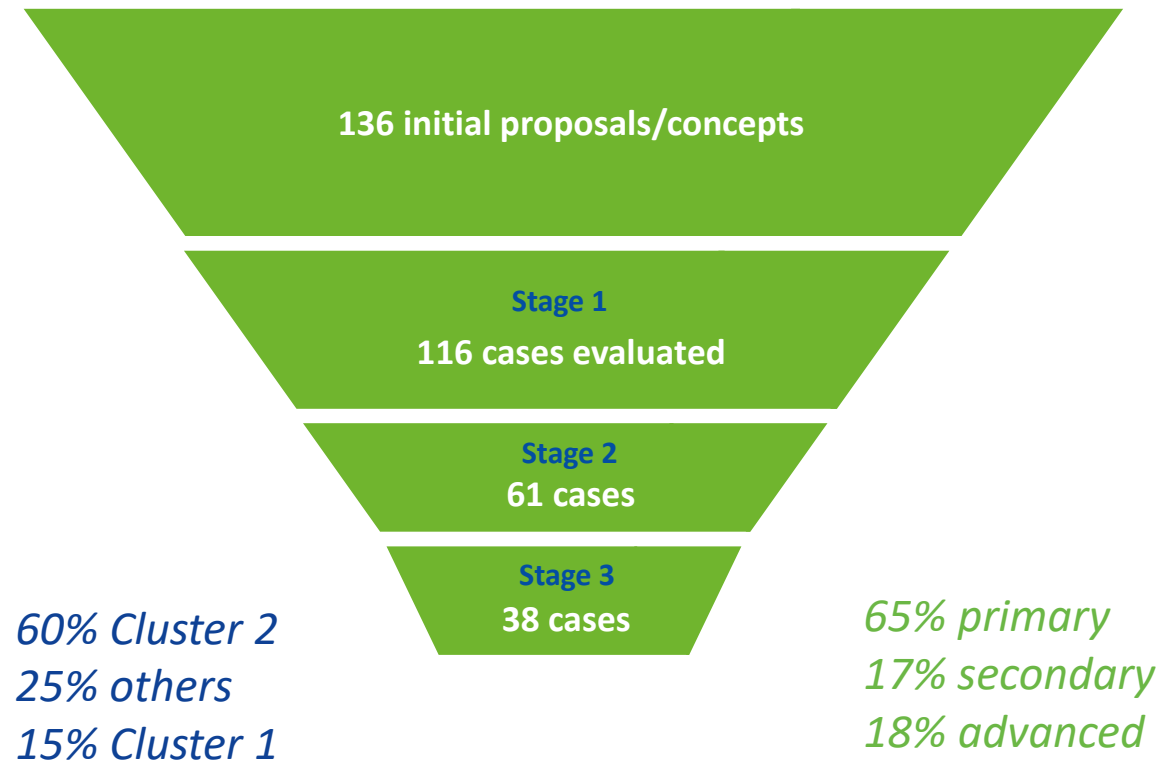 136 initial proposals/concepts
Stage 1
116 cases evaluated
Stage 2
61 cases
Stage 3
38 cases
60% Cluster 2
25% others
15% Cluster 1
65% primary
17% secondary
18% advanced